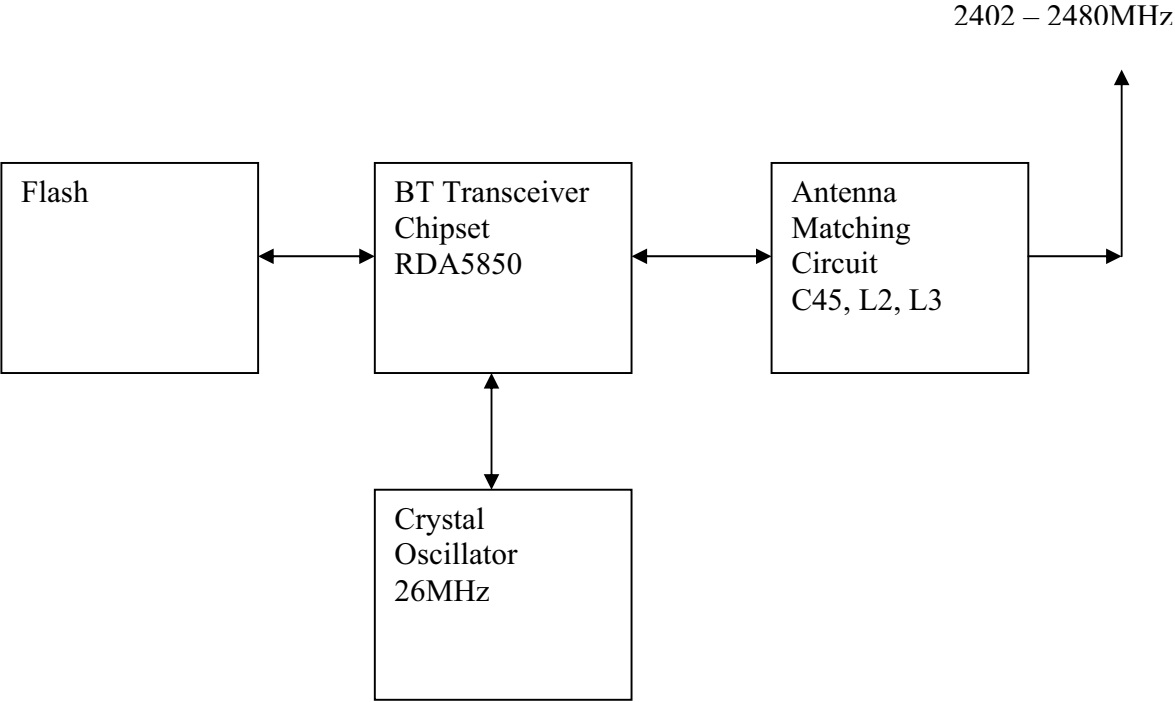 2402 – 2480MHz
Flash
BT Transceiver
Chipset
RDA5850
Antenna
Matching
Circuit
C45, L2, L3
Crystal
Oscillator
26MHz